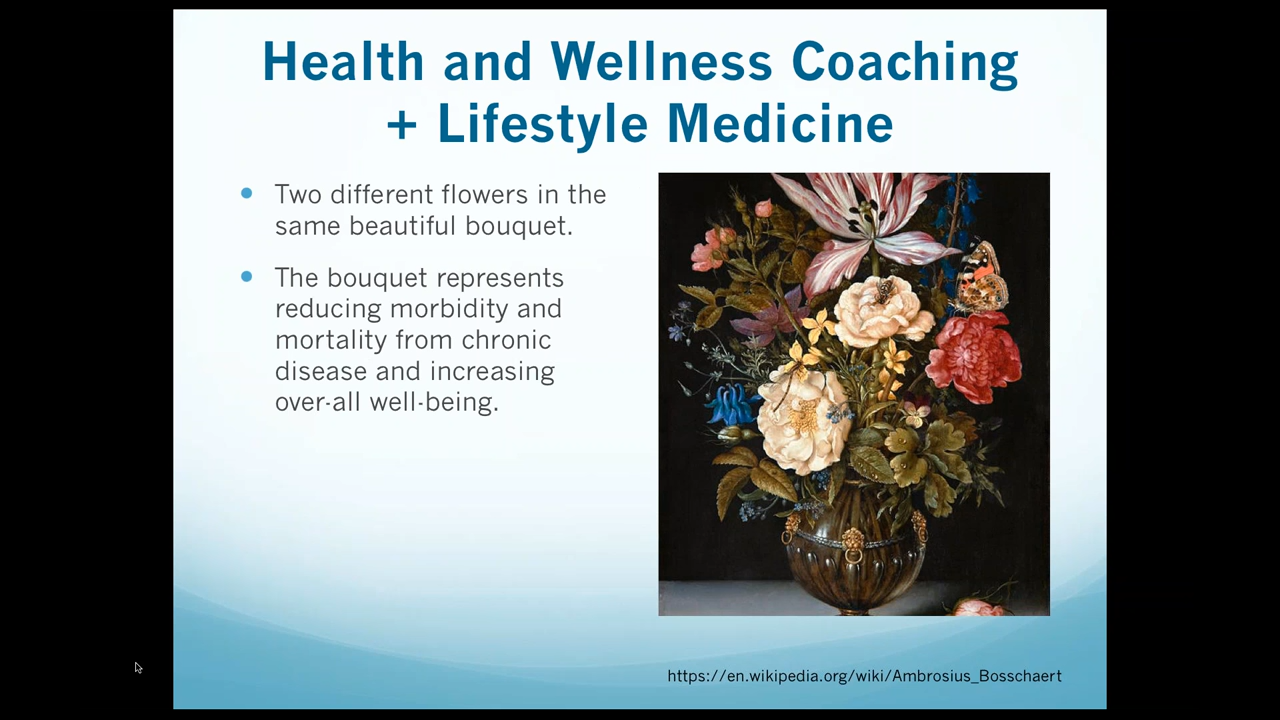 Health and Wellness Coaching
+ Lifestyle Medicine
Two different flowers in the
same beautiful bouquet.
The bouquet represents
reducing morbidity and
mortality from chronic
disease and increasing
over-all well-being.
https://en.wikipedia.org/wiki/Ambrosius_Bosschaert